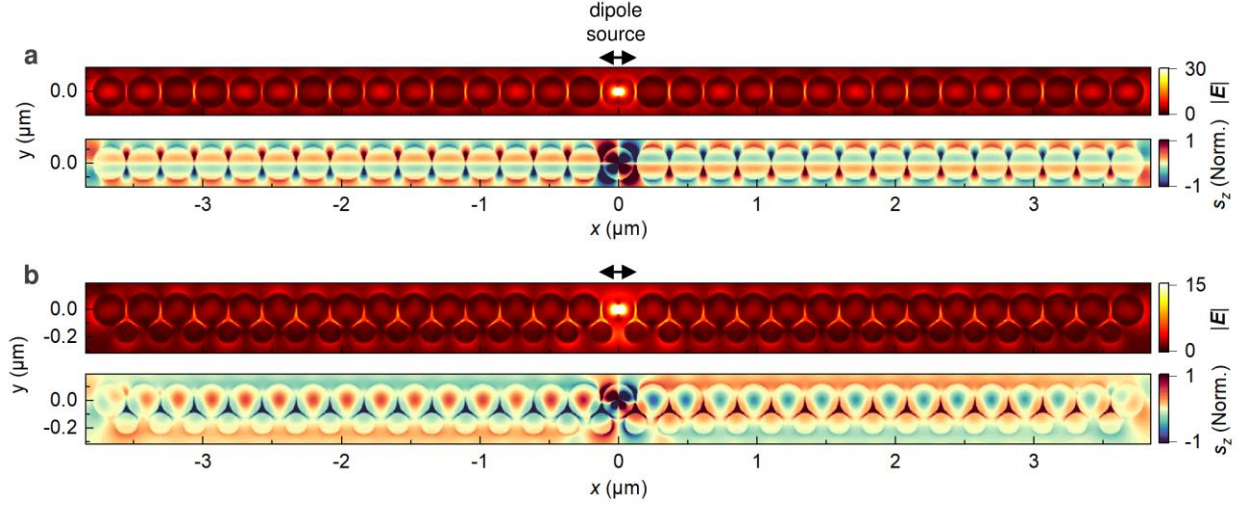 dipole
source
a
0.0
30
0
|E|
y (µm)
0.0
1
-1
s_z (Norm.)
-3 -2 -1 0 1 2 3
x (µm)
b
0.0
-0.2
15
0
|E|
y (µm)
0.0
-0.2
1
-1
s_z (Norm.)
-3 -2 -1 0 1 2 3
x (µm)